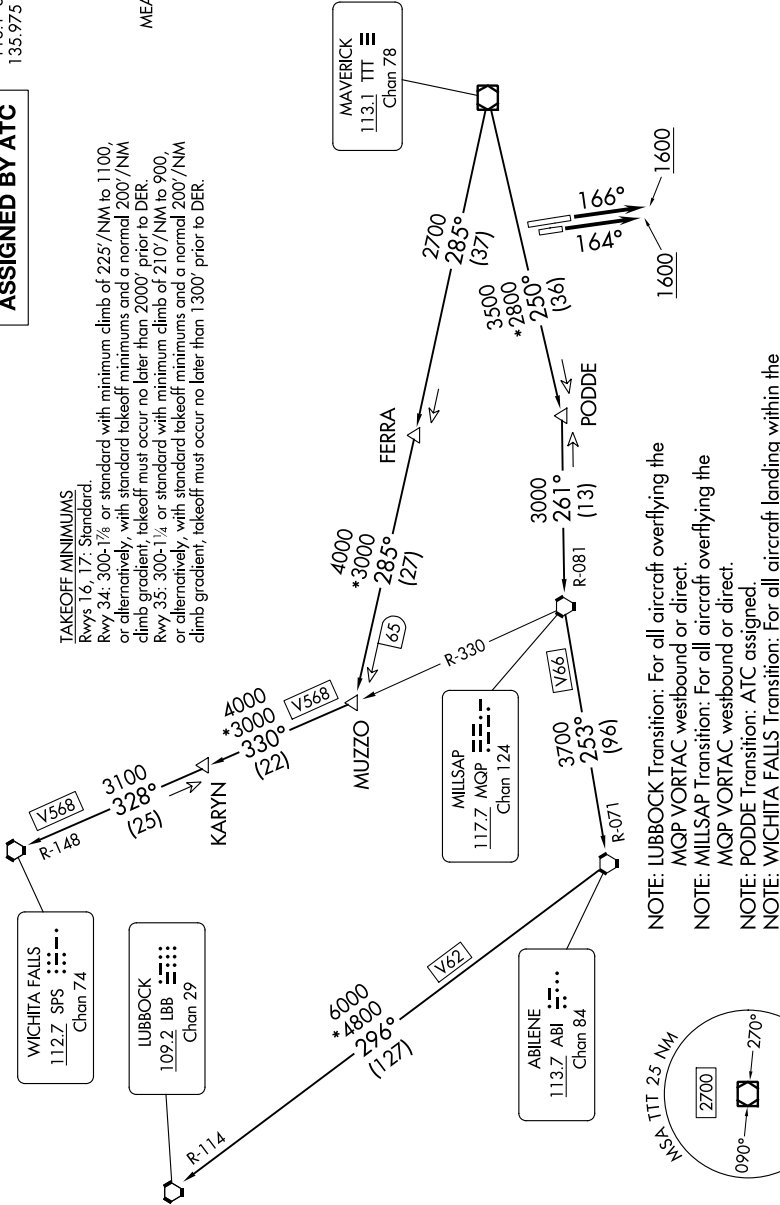 135.975
ASSIGNED BY ATC
MEA
TAKEOFF MINIMUMS
Rwys 16, 17: Standard.
Rwy 34: 300-1⅞ or standard with minimum climb of 225'/NM to 1100,
or alternatively, with standard takeoff minimums and a normal 200'/NM
climb gradient, takeoff must occur no later than 2000' prior to DER.
Rwy 35: 300-1¼ or standard with minimum climb of 210'/NM to 900,
or alternatively, with standard takeoff minimums and a normal 200'/NM
climb gradient, takeoff must occur no later than 1300' prior to DER.
MAVERICK
113.1 TTT
Chan 78
2700
285°
(37)
3500
*2800
250°
(36)
166°
164°
1600
1600
FERRA
PODDE
4000
*3000
285°
(27)
3000
261°
(13)
R-081
65
R-330
MUZZO
V568
4000
*3000
330°
(22)
KARYN
3100
328°
(25)
V568
R-148
WICHITA FALLS
112.7 SPS
Chan 74
LUBBOCK
109.2 LBB
Chan 29
MILLSAP
117.7 MQP
Chan 124
V66
3700
253°
(96)
R-071
ABILENE
113.7 ABI
Chan 84
V62
6000
*4800
296°
(127)
R-114
NOTE: LUBBOCK Transition: For all aircraft overflying the
MQP VORTAC westbound or direct.
NOTE: MILLSAP Transition: For all aircraft overflying the
MQP VORTAC westbound or direct.
NOTE: PODDE Transition: ATC assigned.
NOTE: WICHITA FALLS Transition: For all aircraft landing within the
MSA TTT 25 NM
2700
090°
270°